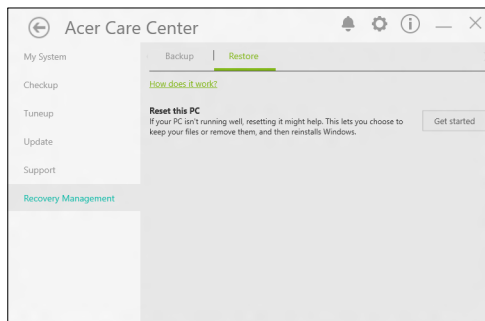 Acer Care Center
My System
Checkup
Tuneup
Update
Support
Recovery Management
Backup
Restore
How does it work?
Reset this PC
If your PC isn't running well, resetting it might help. This lets you choose to
keep your files or remove them, and then reinstalls Windows.
Get started